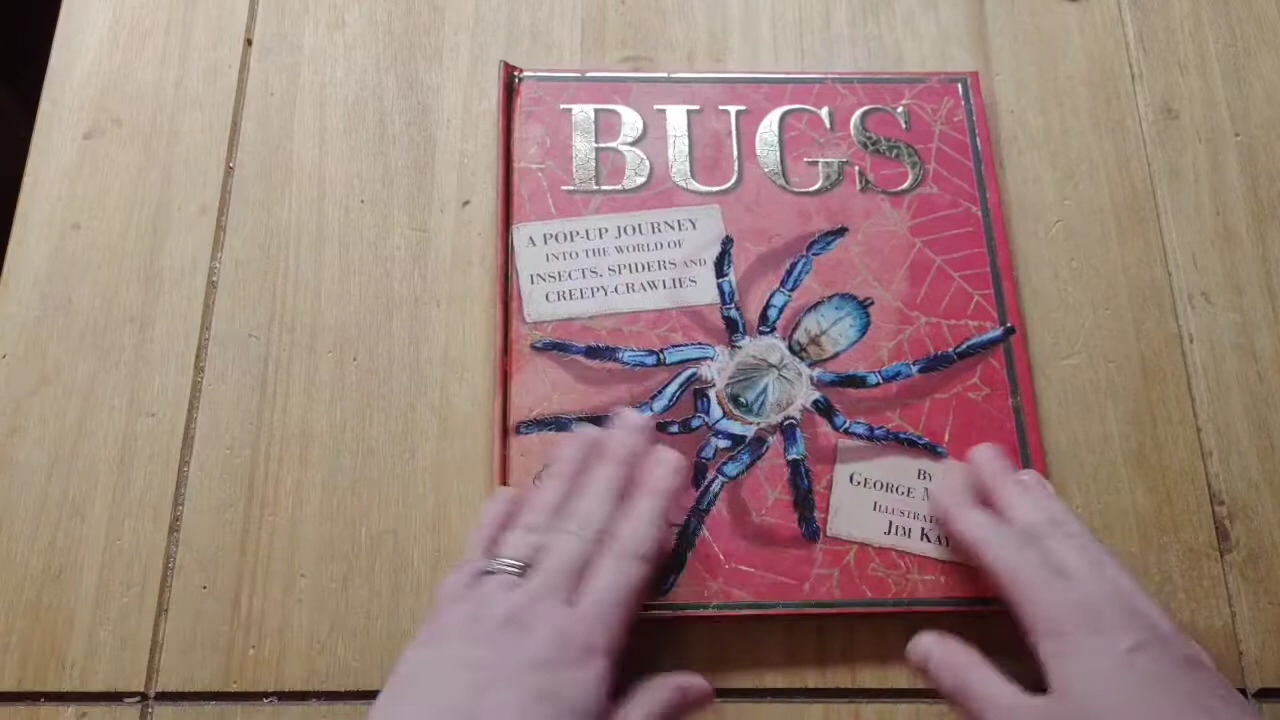 BUGS
A POP-UP JOURNEY
INTO THE WORLD OF
INSECTS, SPIDERS AND
CREEPY-CRAWLIES
BY
GEORGE
JIM